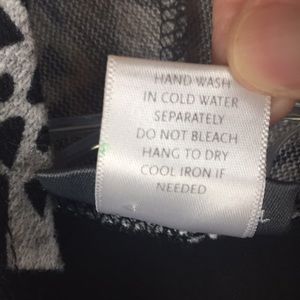 HAND WASH
IN COLD WATER
SEPARATELY
DO NOT BLEACH
HANG TO DRY
COOL IRON IF
NEEDED